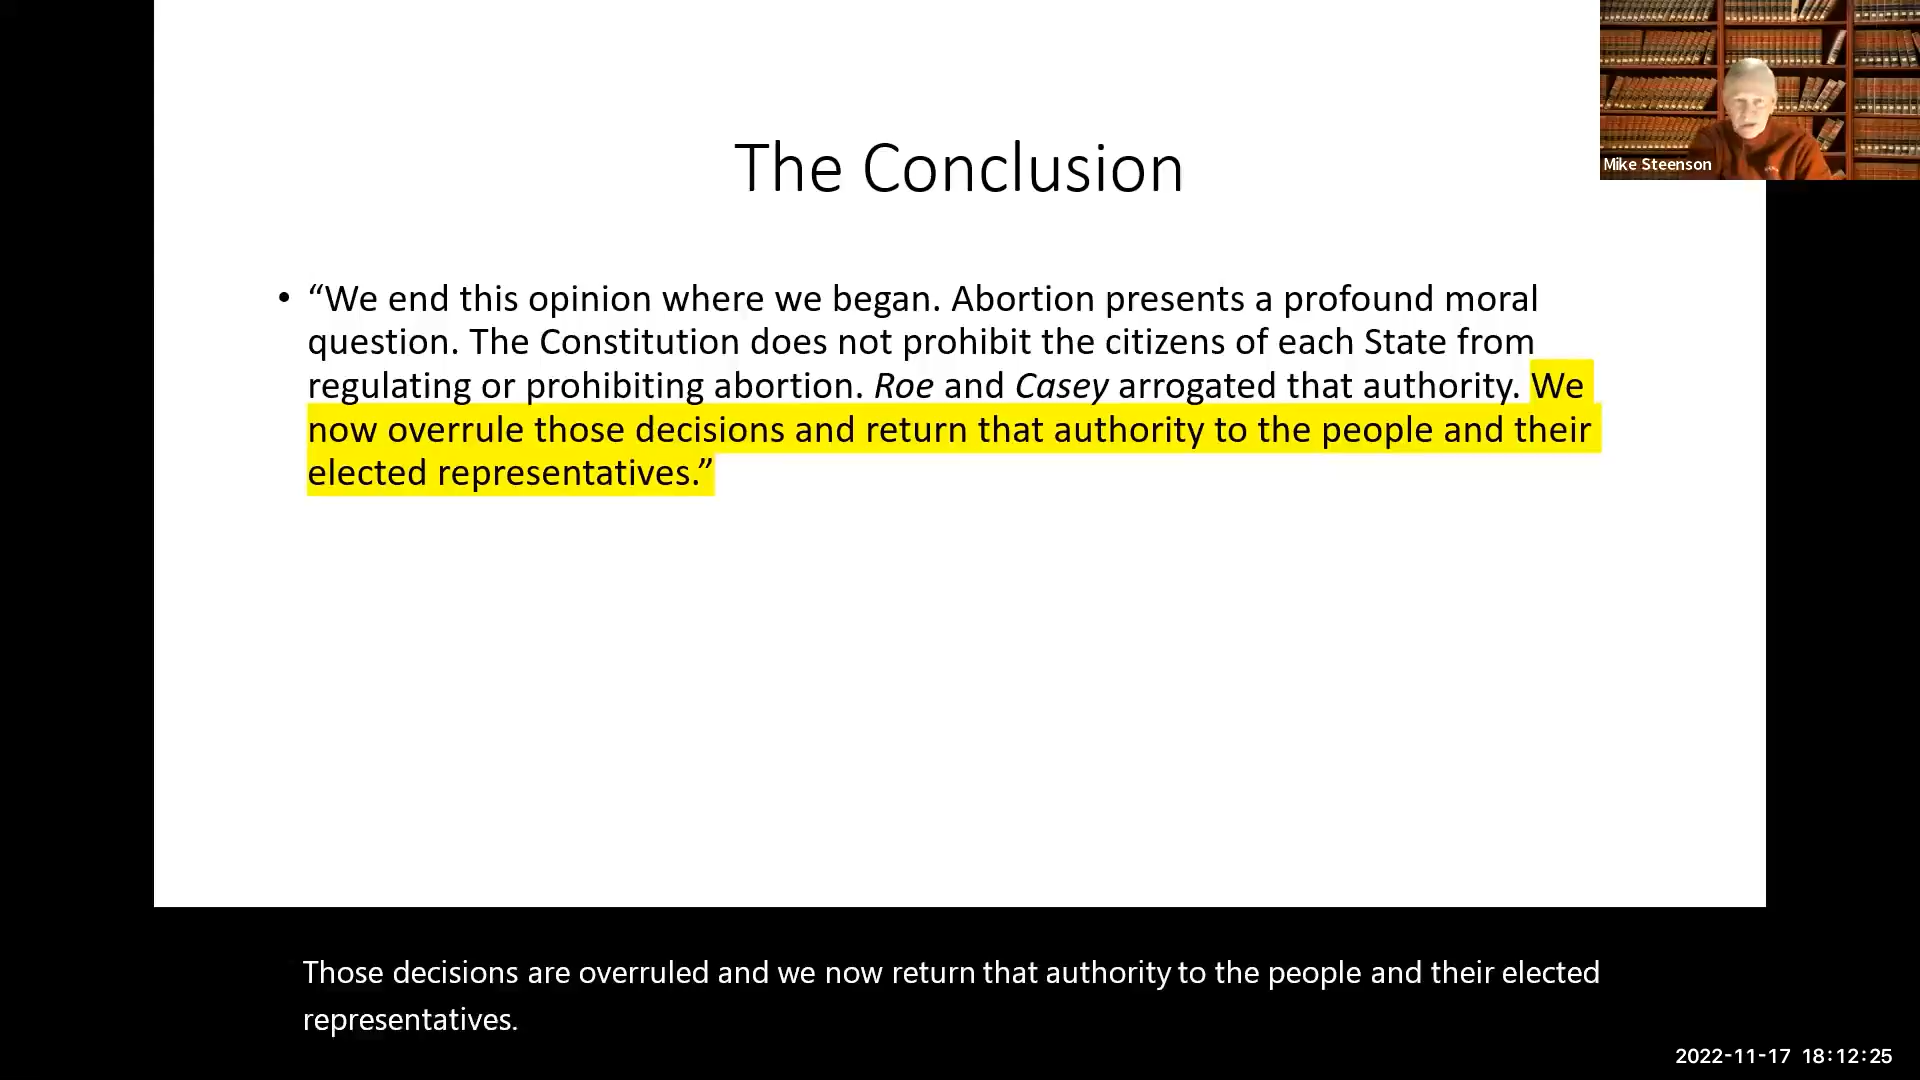 Mike Steenson
The Conclusion
• “We end this opinion where we began. Abortion presents a profound moral
question. The Constitution does not prohibit the citizens of each State from
regulating or prohibiting abortion. Roe and Casey arrogated that authority. We
now overrule those decisions and return that authority to the people and their
elected representatives.”
Those decisions are overruled and we now return that authority to the people and their elected
representatives.
2022-11-17 18:12:25